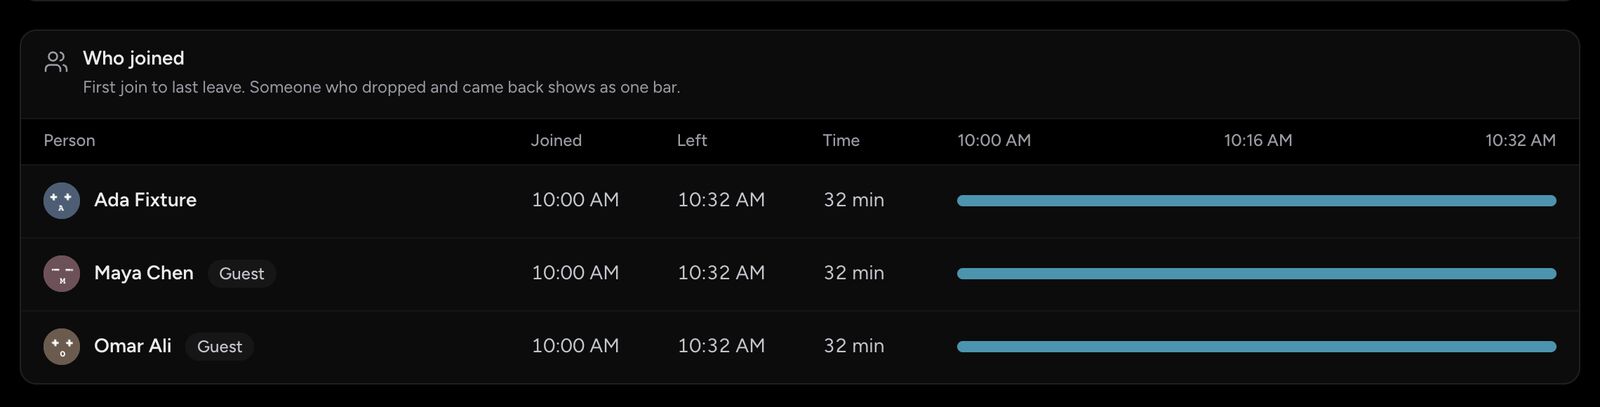 Who joined
First join to last leave. Someone who dropped and came back shows as one bar.
Person Joined Left Time 10:00 AM 10:16 AM 10:32 AM
A Ada Fixture 10:00 AM 10:32 AM 32 min
M Maya Chen Guest 10:00 AM 10:32 AM 32 min
O Omar Ali Guest 10:00 AM 10:32 AM 32 min